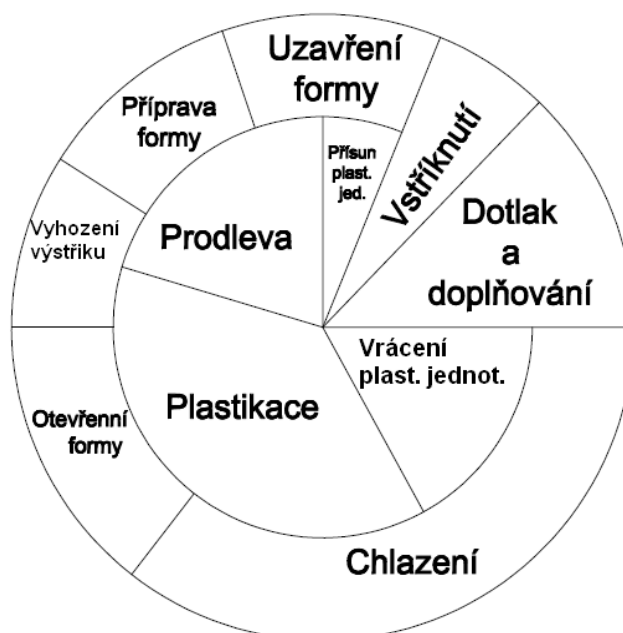 Uzavření
formy
Příprava
formy
Přísun
plast.
jed.
Vstříknutí
Vyhození
výstřiku
Prodleva
Dotlak
a
doplňování
Vrácení
plast. jednot.
Plastikace
Otevřenní
formy
Chlazení